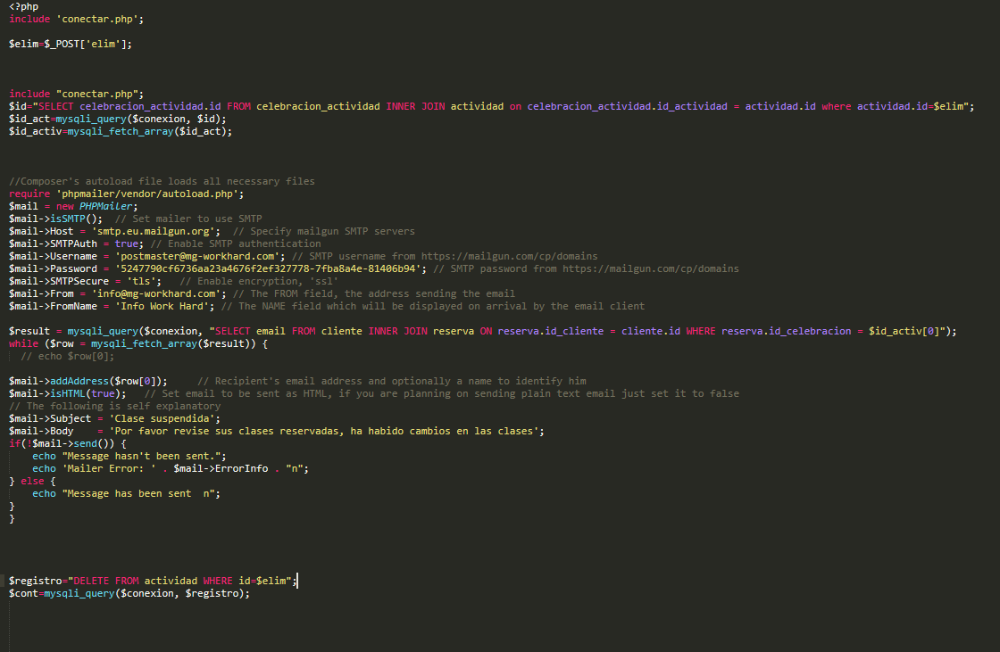 <?php
include 'conectar.php';
$elim=$_POST['elim'];
include "conectar.php";
$id="SELECT celebracion_actividad.id FROM celebracion_actividad INNER JOIN actividad on celebracion_actividad.id_actividad = actividad.id where actividad.id=$elim";
$id_act=mysqli_query($conexion, $id);
$id_activ=mysqli_fetch_array($id_act);
//Composer's autoload file loads all necessary files
require 'phpmailer/vendor/autoload.php';
$mail = new PHPMailer;
$mail->isSMTP();  // Set mailer to use SMTP
$mail->Host = 'smtp.eu.mailgun.org';  // Specify mailgun SMTP servers
$mail->SMTPAuth = true; // Enable SMTP authentication
$mail->Username = 'postmaster@mg-workhard.com'; // SMTP username from https://mailgun.com/cp/domains
$mail->Password = '5247790cf6736aa23a4676f2ef327778-7fba8a4e-81406b94'; // SMTP password from https://mailgun.com/cp/domains
$mail->SMTPSecure = 'tls';   // Enable encryption, 'ssl'
$mail->From = 'info@mg-workhard.com'; // The FROM field, the address sending the email
$mail->FromName = 'Info Work Hard'; // The NAME field which will be displayed on arrival by the email client
$result = mysqli_query($conexion, "SELECT email FROM cliente INNER JOIN reserva ON reserva.id_cliente = cliente.id WHERE reserva.id_celebracion = $id_activ[0]");
while ($row = mysqli_fetch_array($result)) {
  // echo $row[0];
$mail->addAddress($row[0]);     // Recipient's email address and optionally a name to identify him
$mail->isHTML(true);   // Set email to be sent as HTML, if you are planning on sending plain text email just set it to false
// The following is self explanatory
$mail->Subject = 'Clase suspendida';
$mail->Body    = 'Por favor revise sus clases reservadas, ha habido cambios en las clases';
if(!$mail->send()) {
    echo "Message hasn't been sent.";
    echo 'Mailer Error: ' . $mail->ErrorInfo . "n";
} else {
    echo "Message has been sent  n";
}
}
$registro="DELETE FROM actividad WHERE id=$elim";
$cont=mysqli_query($conexion, $registro);